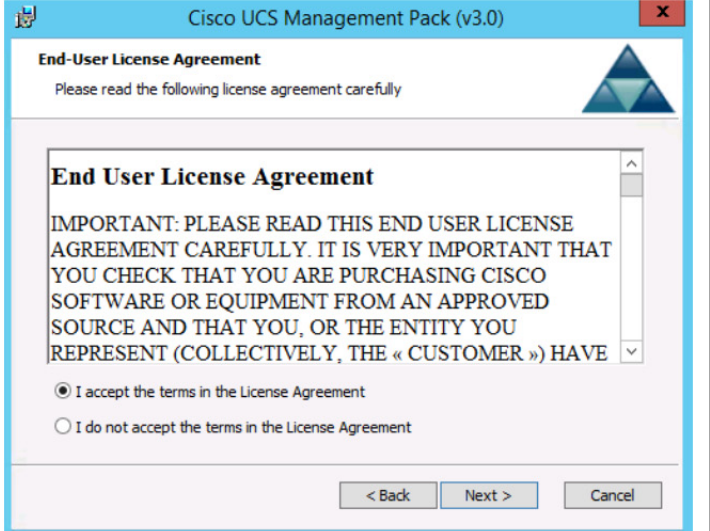 Cisco UCS Management Pack (v3.0)
x
End-User License Agreement
Please read the following license agreement carefully
End User License Agreement
IMPORTANT: PLEASE READ THIS END USER LICENSE
AGREEMENT CAREFULLY. IT IS VERY IMPORTANT THAT
YOU CHECK THAT YOU ARE PURCHASING CISCO
SOFTWARE OR EQUIPMENT FROM AN APPROVED
SOURCE AND THAT YOU, OR THE ENTITY YOU
REPRESENT (COLLECTIVELY, THE « CUSTOMER ») HAVE
I accept the terms in the License Agreement
I do not accept the terms in the License Agreement
< Back Next > Cancel